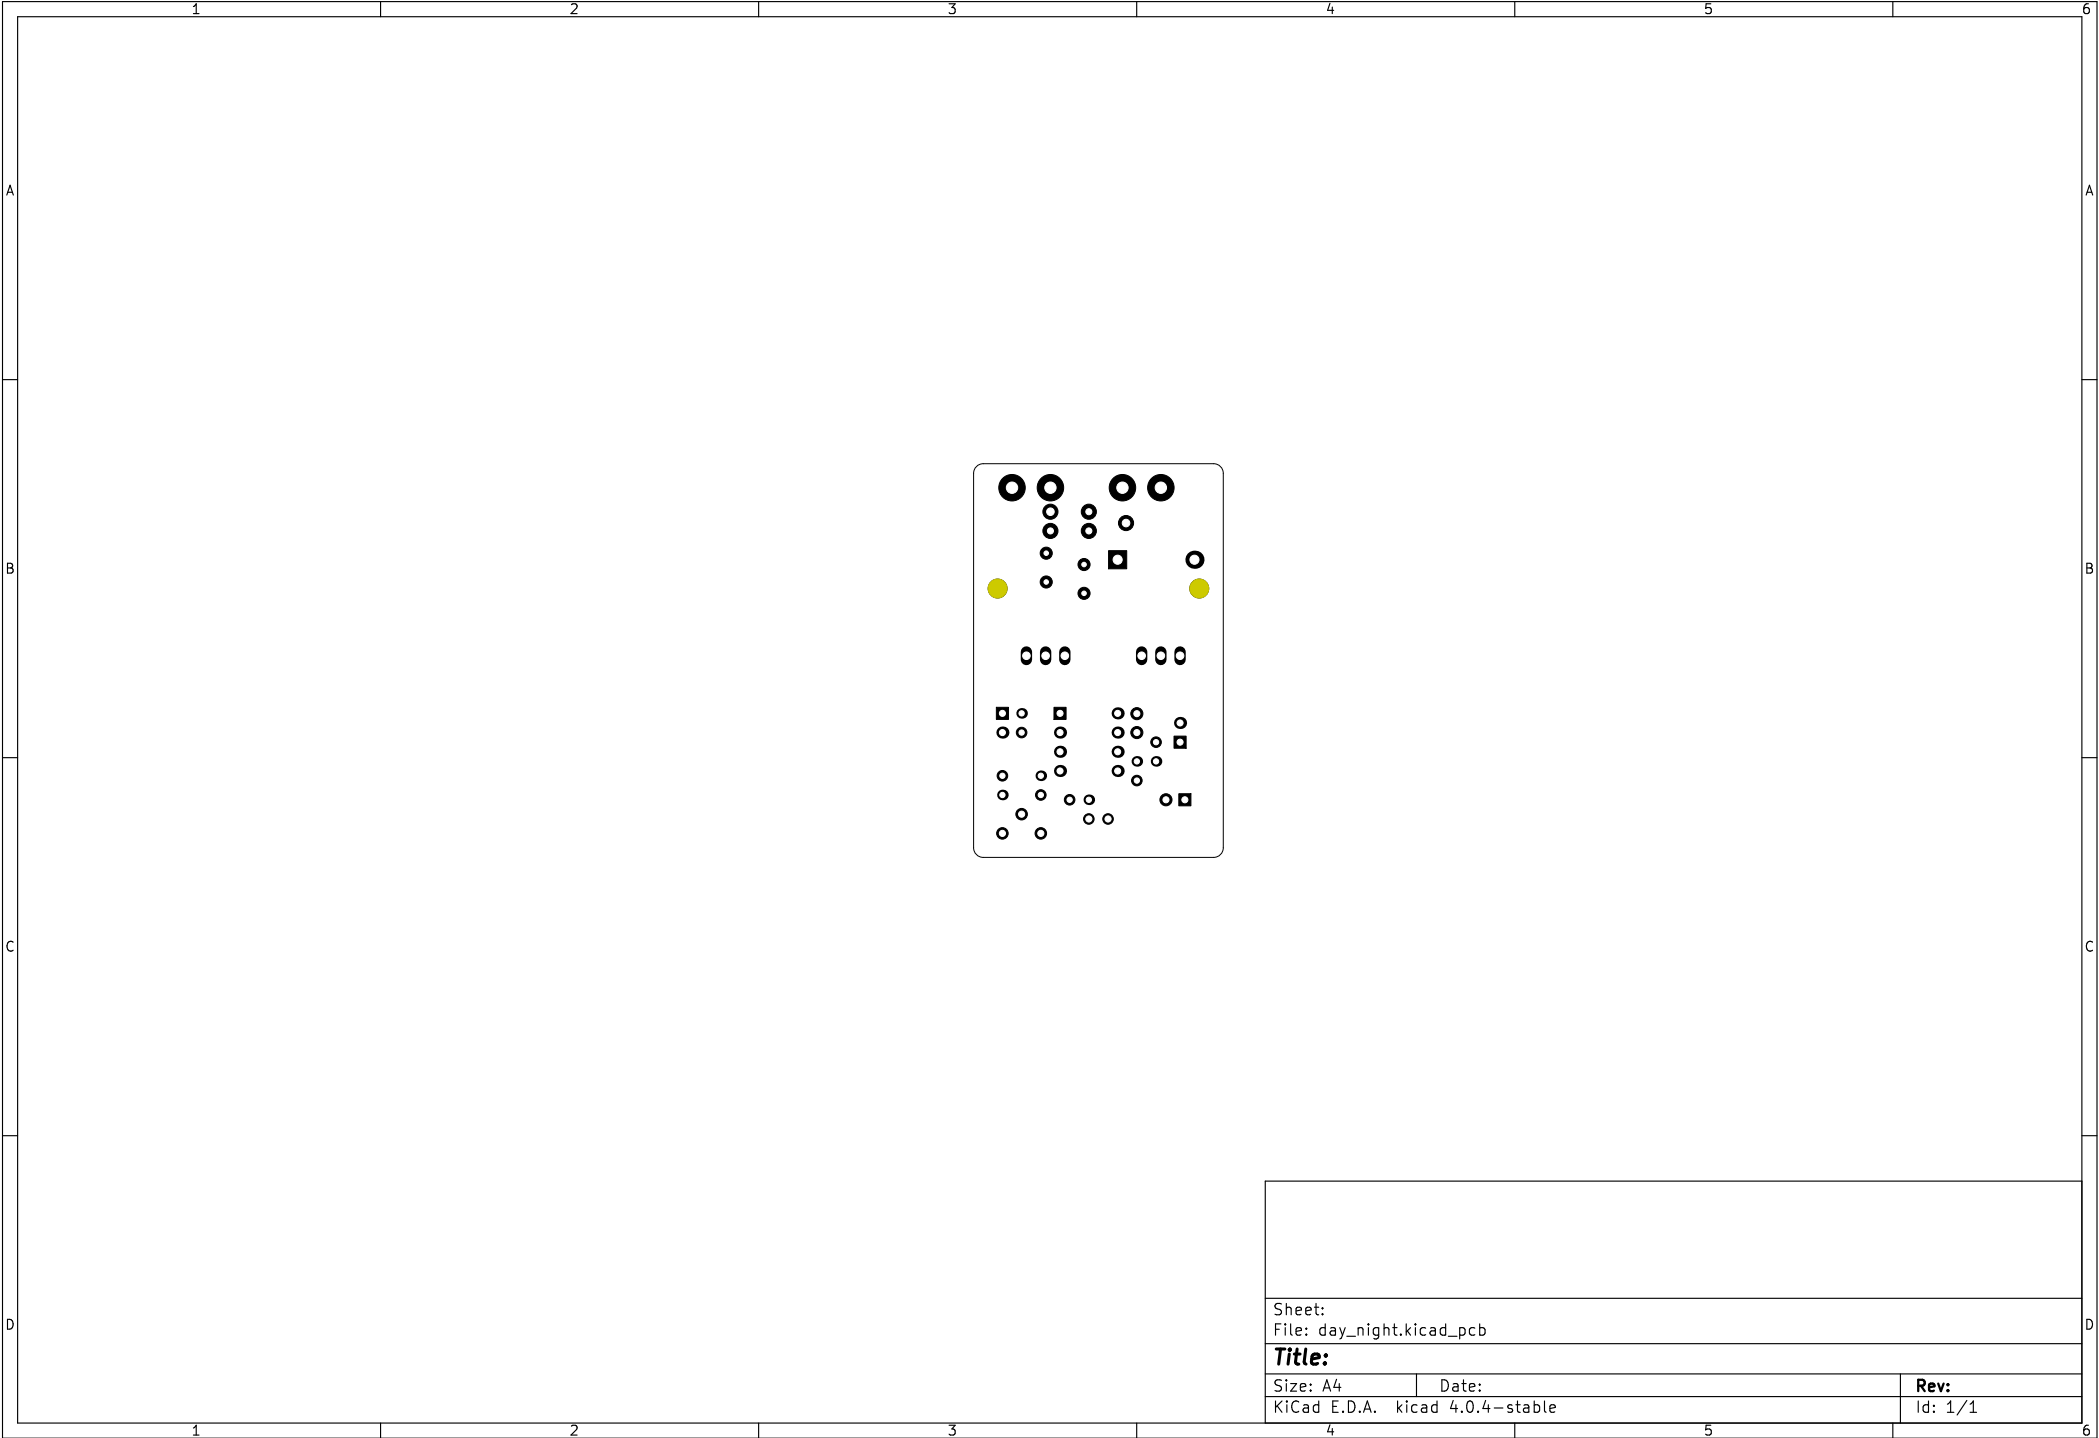 1 2 3 4 5 6
A A
B B
C C
D D
Sheet:
File: day_night.kicad_pcb
Title:
Size: A4 Date: Rev:
KiCad E.D.A. kicad 4.0.4-stable Id: 1/1
1 2 3 4 5 6